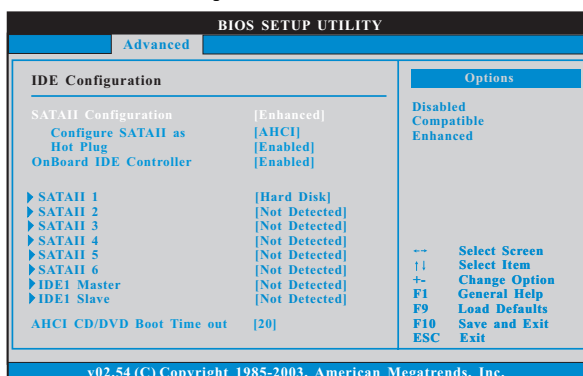 BIOS SETUP UTILITY
Advanced
IDE Configuration
SATAII Configuration [Enhanced]
Configure SATAII as [AHCI]
Hot Plug [Enabled]
OnBoard IDE Controller [Enabled]
SATAII 1 [Hard Disk]
SATAII 2 [Not Detected]
SATAII 3 [Not Detected]
SATAII 4 [Not Detected]
SATAII 5 [Not Detected]
SATAII 6 [Not Detected]
IDE1 Master [Not Detected]
IDE1 Slave [Not Detected]
AHCI CD/DVD Boot Time out [20]
Options
Disabled
Compatible
Enhanced
←→ Select Screen
↑↓ Select Item
+- Change Option
F1 General Help
F9 Load Defaults
F10 Save and Exit
ESC Exit
v02.54 (C) Copyright 1985-2003, American Megatrends, Inc.